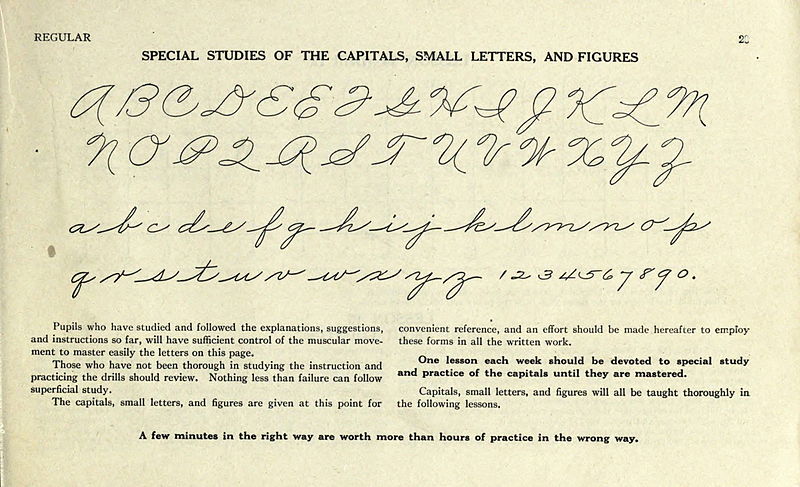 REGULAR
SPECIAL STUDIES OF THE CAPITALS, SMALL LETTERS, AND FIGURES
A B C D E E F G H I J K L M
N O P Q R S T U V W X Y Z
a b c d e f g h i j k l m n o p
q r s t u v w x y z 1 2 3 4 5 6 7 8 9 0.
Pupils who have studied and followed the explanations, suggestions,
and instructions so far, will have sufficient control of the muscular move-
ment to master easily the letters on this page.
Those who have not been thorough in studying the instruction and
practicing the drills should review. Nothing less than failure can follow
superficial study.
The capitals, small letters, and figures are given at this point for
convenient reference, and an effort should be made hereafter to employ
these forms in all the written work.
One lesson each week should be devoted to special study
and practice of the capitals until they are mastered.
Capitals, small letters, and figures will all be taught thoroughly in
the following lessons.
A few minutes in the right way are worth more than hours of practice in the wrong way.